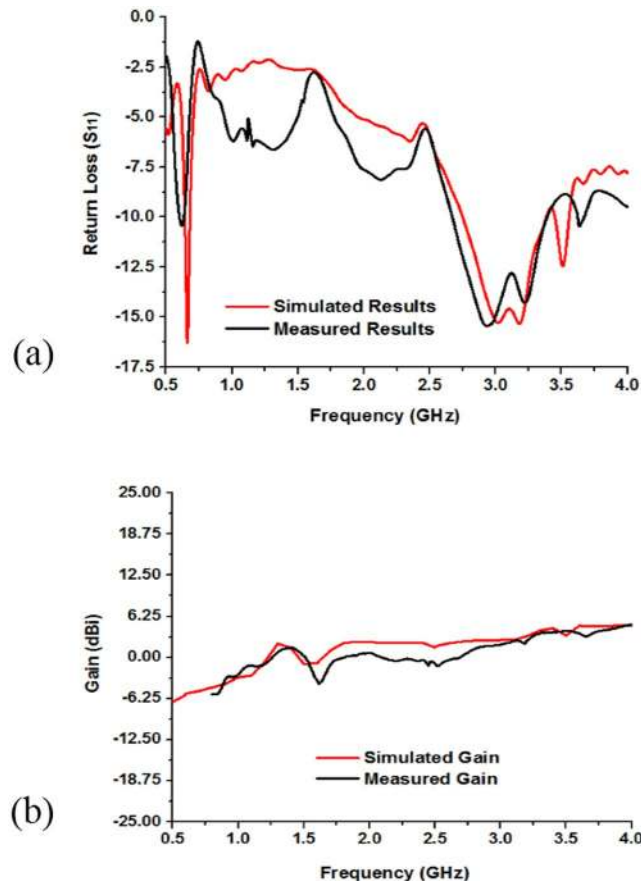 0.0
-2.5
-5.0
-7.5
-10.0
-12.5
-15.0
-17.5
Return Loss (S11)
Simulated Results
Measured Results
(a)
0.5 1.0 1.5 2.0 2.5 3.0 3.5 4.0
Frequency (GHz)
25.00
18.75
12.50
6.25
0.00
-6.25
-12.50
-18.75
-25.00
Gain (dBi)
Simulated Gain
Measured Gain
(b)
0.5 1.0 1.5 2.0 2.5 3.0 3.5 4.0
Frequency (GHz)